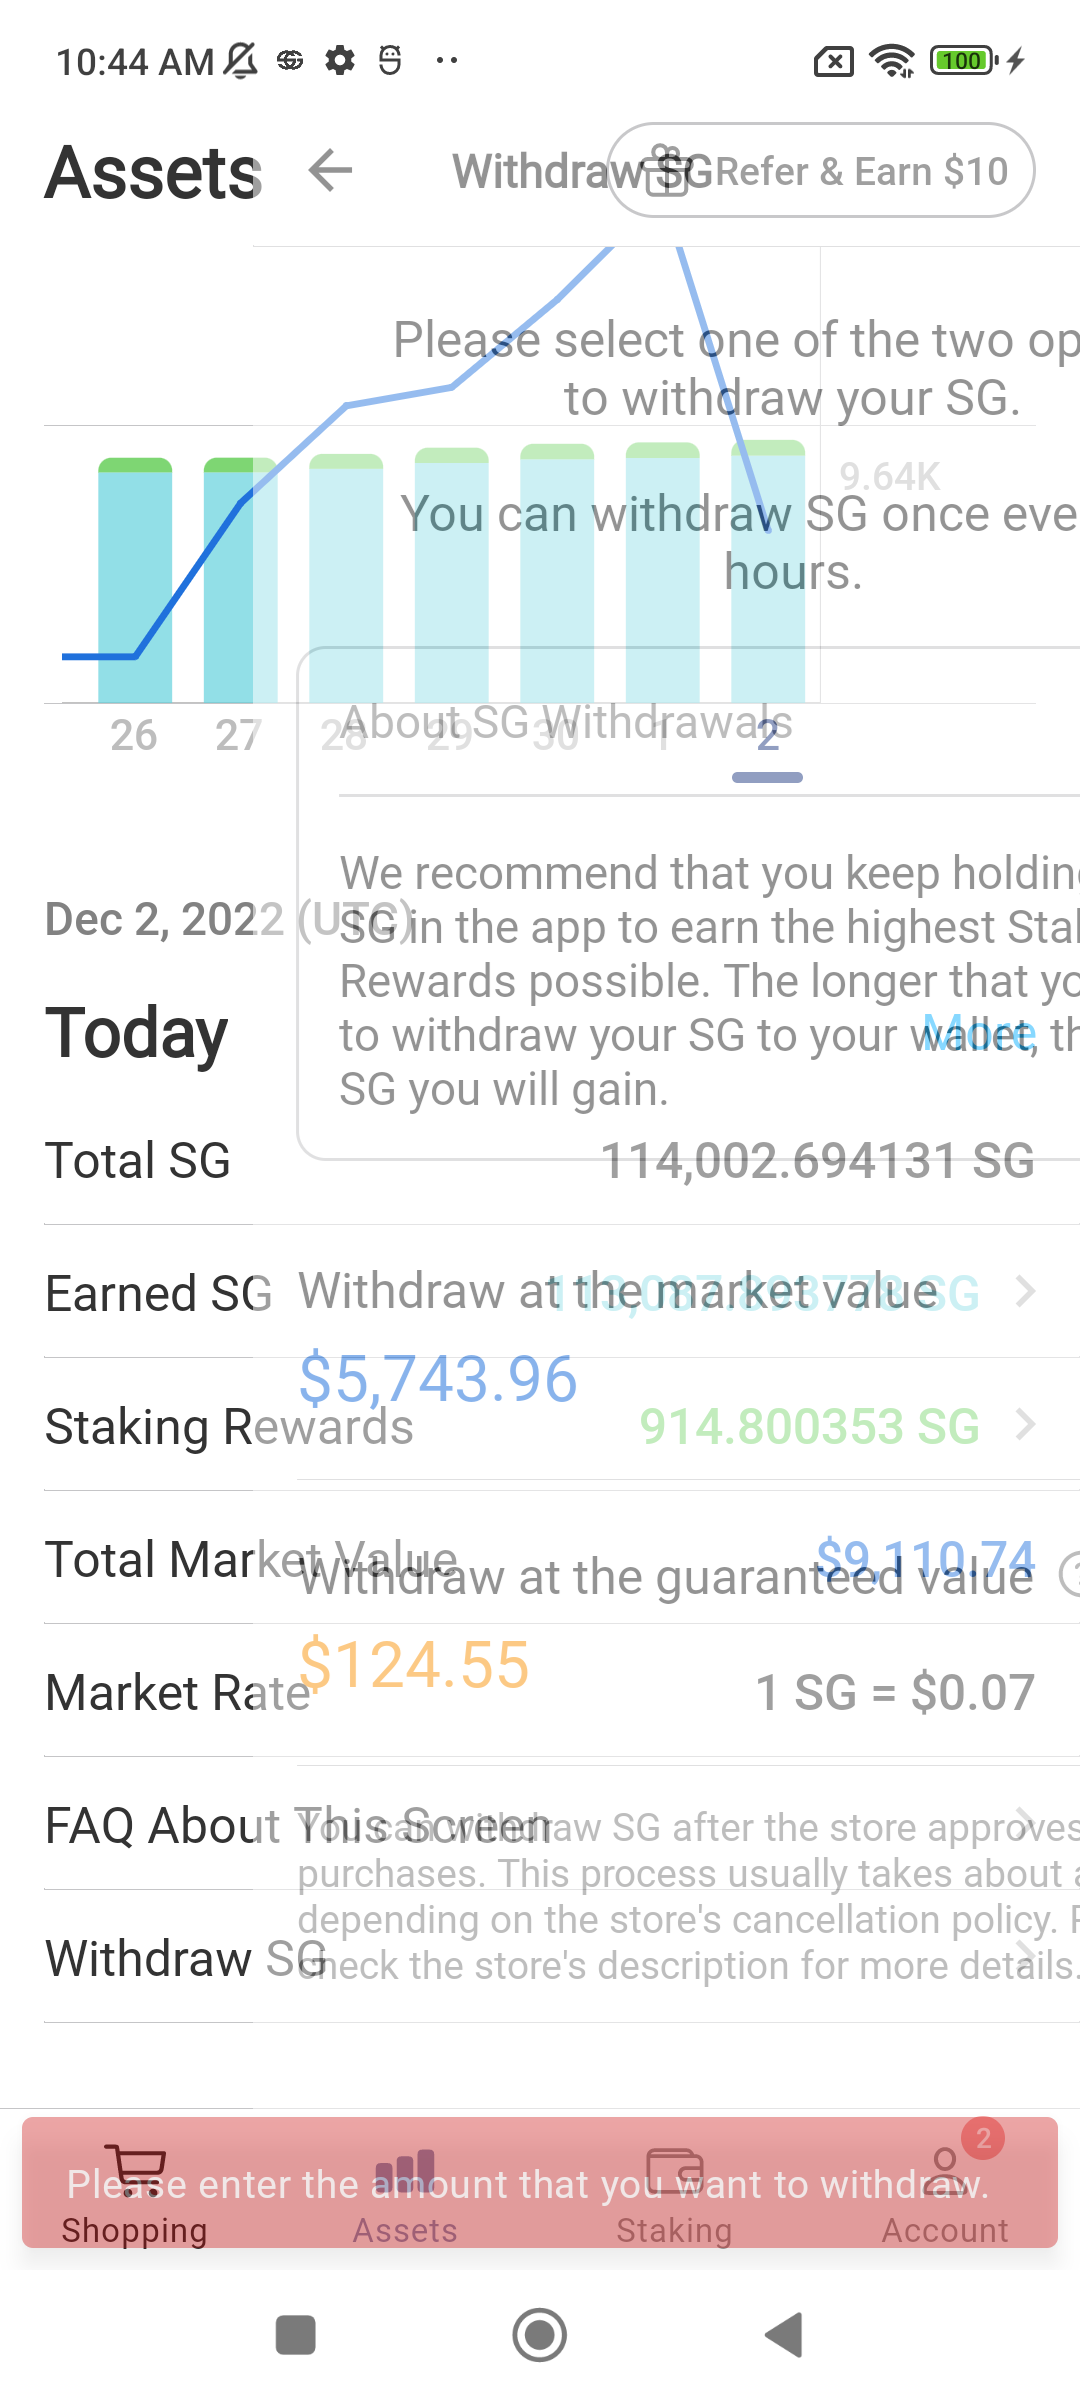 10:44 AM
100
Assets
Withdraw SG
Refer & Earn $10
Please select one of the two op
to withdraw your SG.
9.64K
You can withdraw SG once eve
hours.
About SG Withdrawals
26 27 28 29 30 1 2
We recommend that you keep holding
Dec 2, 2022 (UTC)
SG in the app to earn the highest Sta
Rewards possible. The longer that yo
Today
More
to withdraw your SG to your wallet, th
SG you will gain.
Total SG 114,002.694131 SG
Earned SG 113,087.893778 SG
Withdraw at the market value
$5,743.96
Staking Rewards 914.800353 SG
Total Market Value $9,110.74
Withdraw at the guaranteed value ?
$124.55
Market Rate 1 SG = $0.07
FAQ About This Screen
You can withdraw SG after the store approves
purchases. This process usually takes about a
depending on the store's cancellation policy. P
Withdraw SG
check the store's description for more details.
2
Please enter the amount that you want to withdraw.
Shopping Assets Staking Account